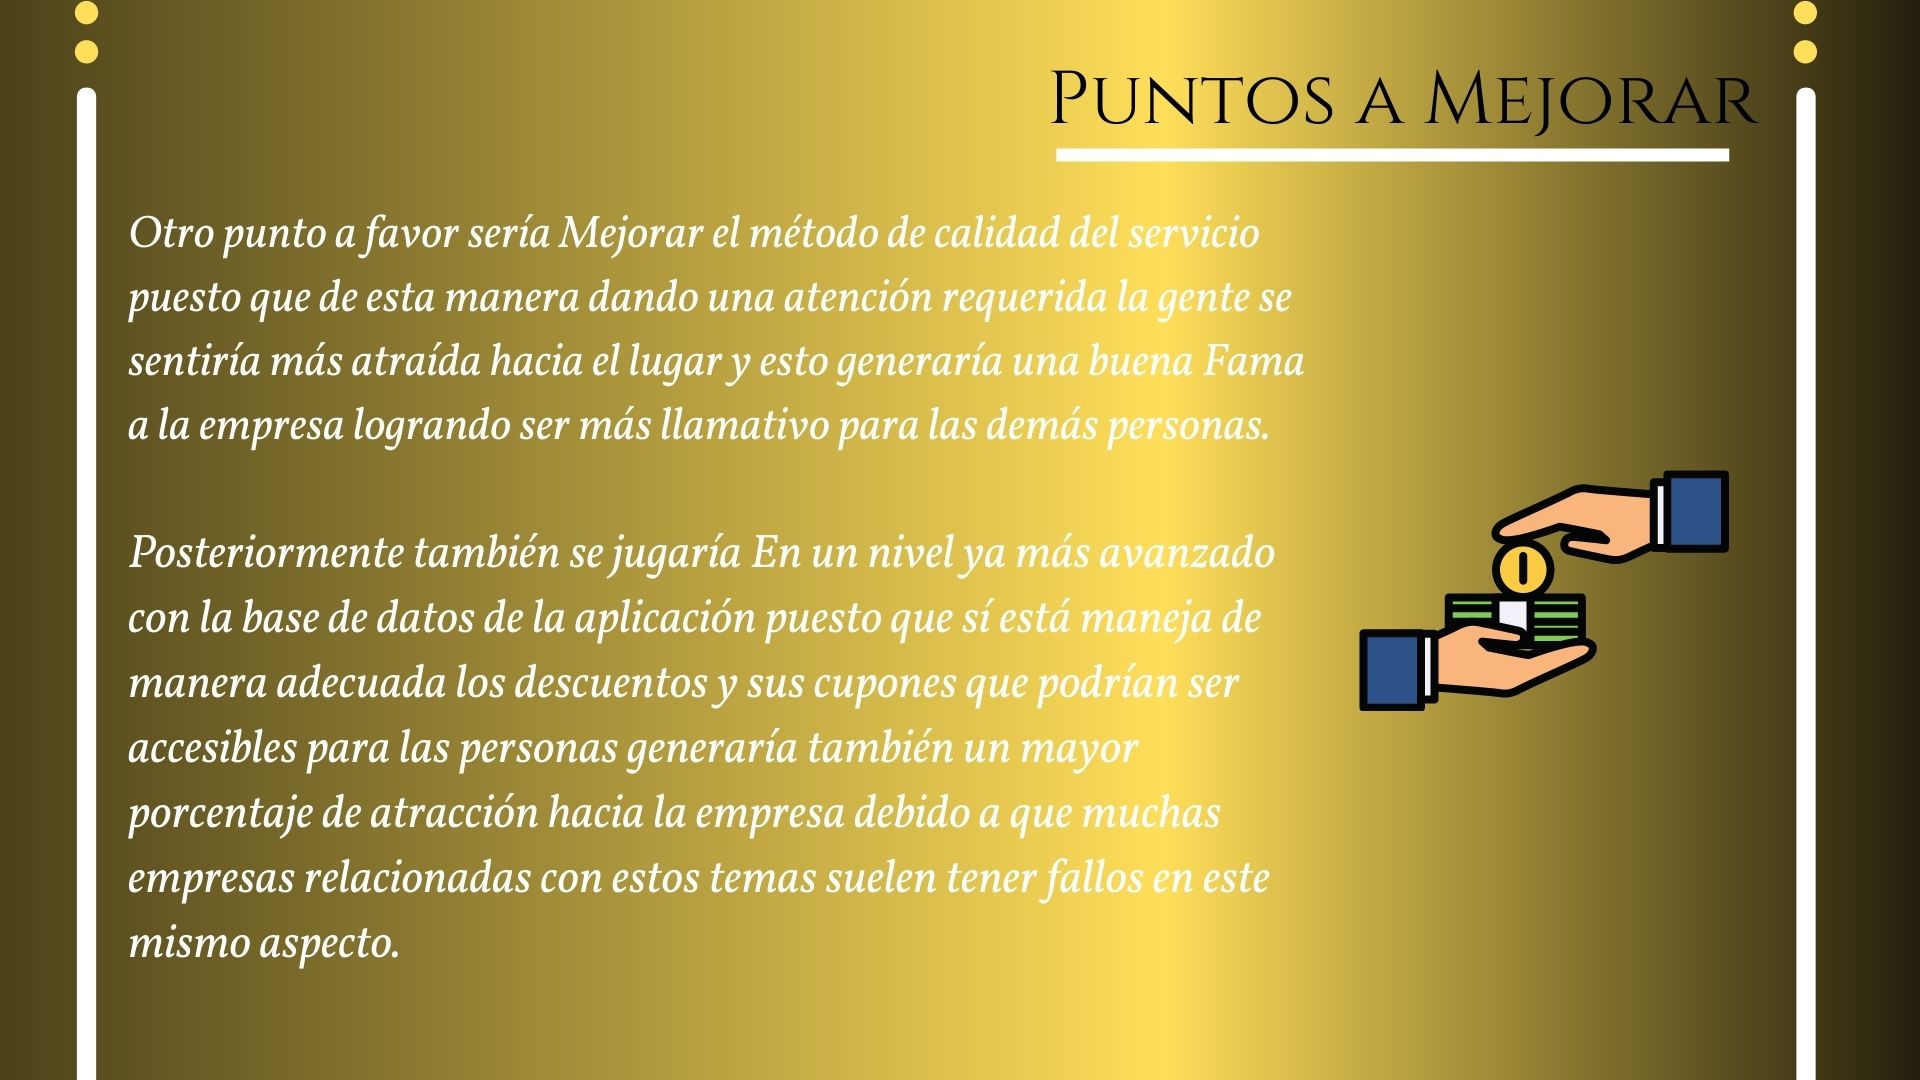 Puntos a Mejorar
Otro punto a favor sería Mejorar el método de calidad del servicio
puesto que de esta manera dando una atención requerida la gente se
sentiría más atraída hacia el lugar y esto generaría una buena Fama
a la empresa logrando ser más llamativo para las demás personas.
Posteriormente también se jugaría En un nivel ya más avanzado
con la base de datos de la aplicación puesto que sí está maneja de
manera adecuada los descuentos y sus cupones que podrían ser
accesibles para las personas generaría también un mayor
porcentaje de atracción hacia la empresa debido a que muchas
empresas relacionadas con estos temas suelen tener fallos en este
mismo aspecto.